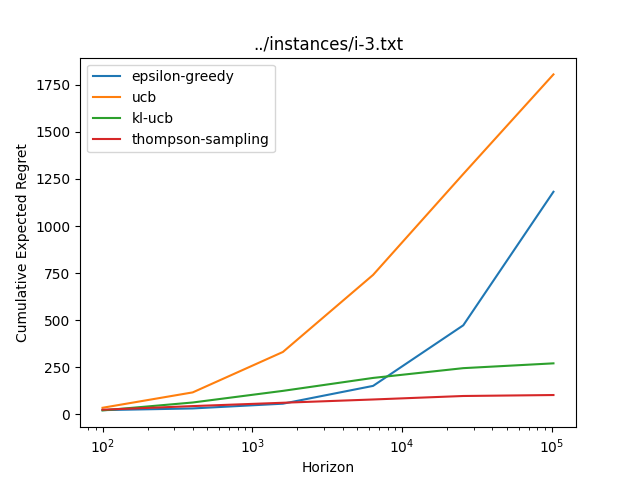 ../instances/i-3.txt
epsilon-greedy
ucb
kl-ucb
thompson-sampling
Cumulative Expected Regret
1750
1500
1250
1000
750
500
250
0
10² 10³ 10⁴ 10⁵
Horizon